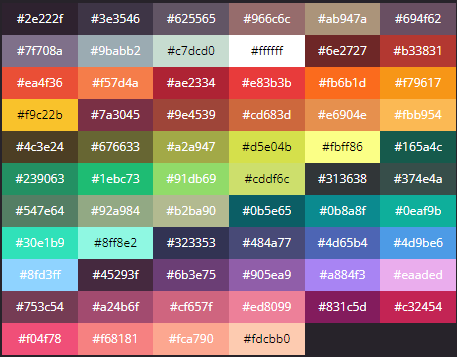 #2e222f #3e3546 #625565 #966c6c #ab947a #694f62
#7f708a #9babb2 #c7dcd0 #ffffff #6e2727 #b33831
#ea4f36 #f57d4a #ae2334 #e83b3b #fb6b1d #f79617
#f9c22b #7a3045 #9e4539 #cd683d #e6904e #fbb954
#4c3e24 #676633 #a2a947 #d5e04b #fbff86 #165a4c
#239063 #1ebc73 #91db69 #cddf6c #313638 #374e4a
#547e64 #92a984 #b2ba90 #0b5e65 #0b8a8f #0eaf9b
#30e1b9 #8ff8e2 #323353 #484a77 #4d65b4 #4d9be6
#8fd3ff #45293f #6b3e75 #905ea9 #a884f3 #eaaded
#753c54 #a24b6f #cf657f #ed8099 #831c5d #c32454
#f04f78 #f68181 #fca790 #fdcbb0